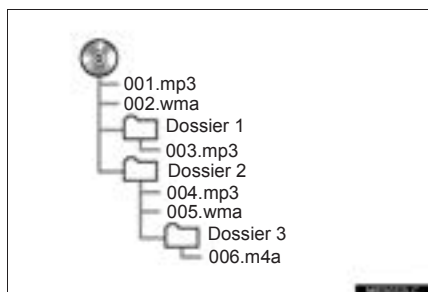 001.mp3
002.wma
Dossier 1
003.mp3
Dossier 2
004.mp3
005.wma
Dossier 3
006.m4a